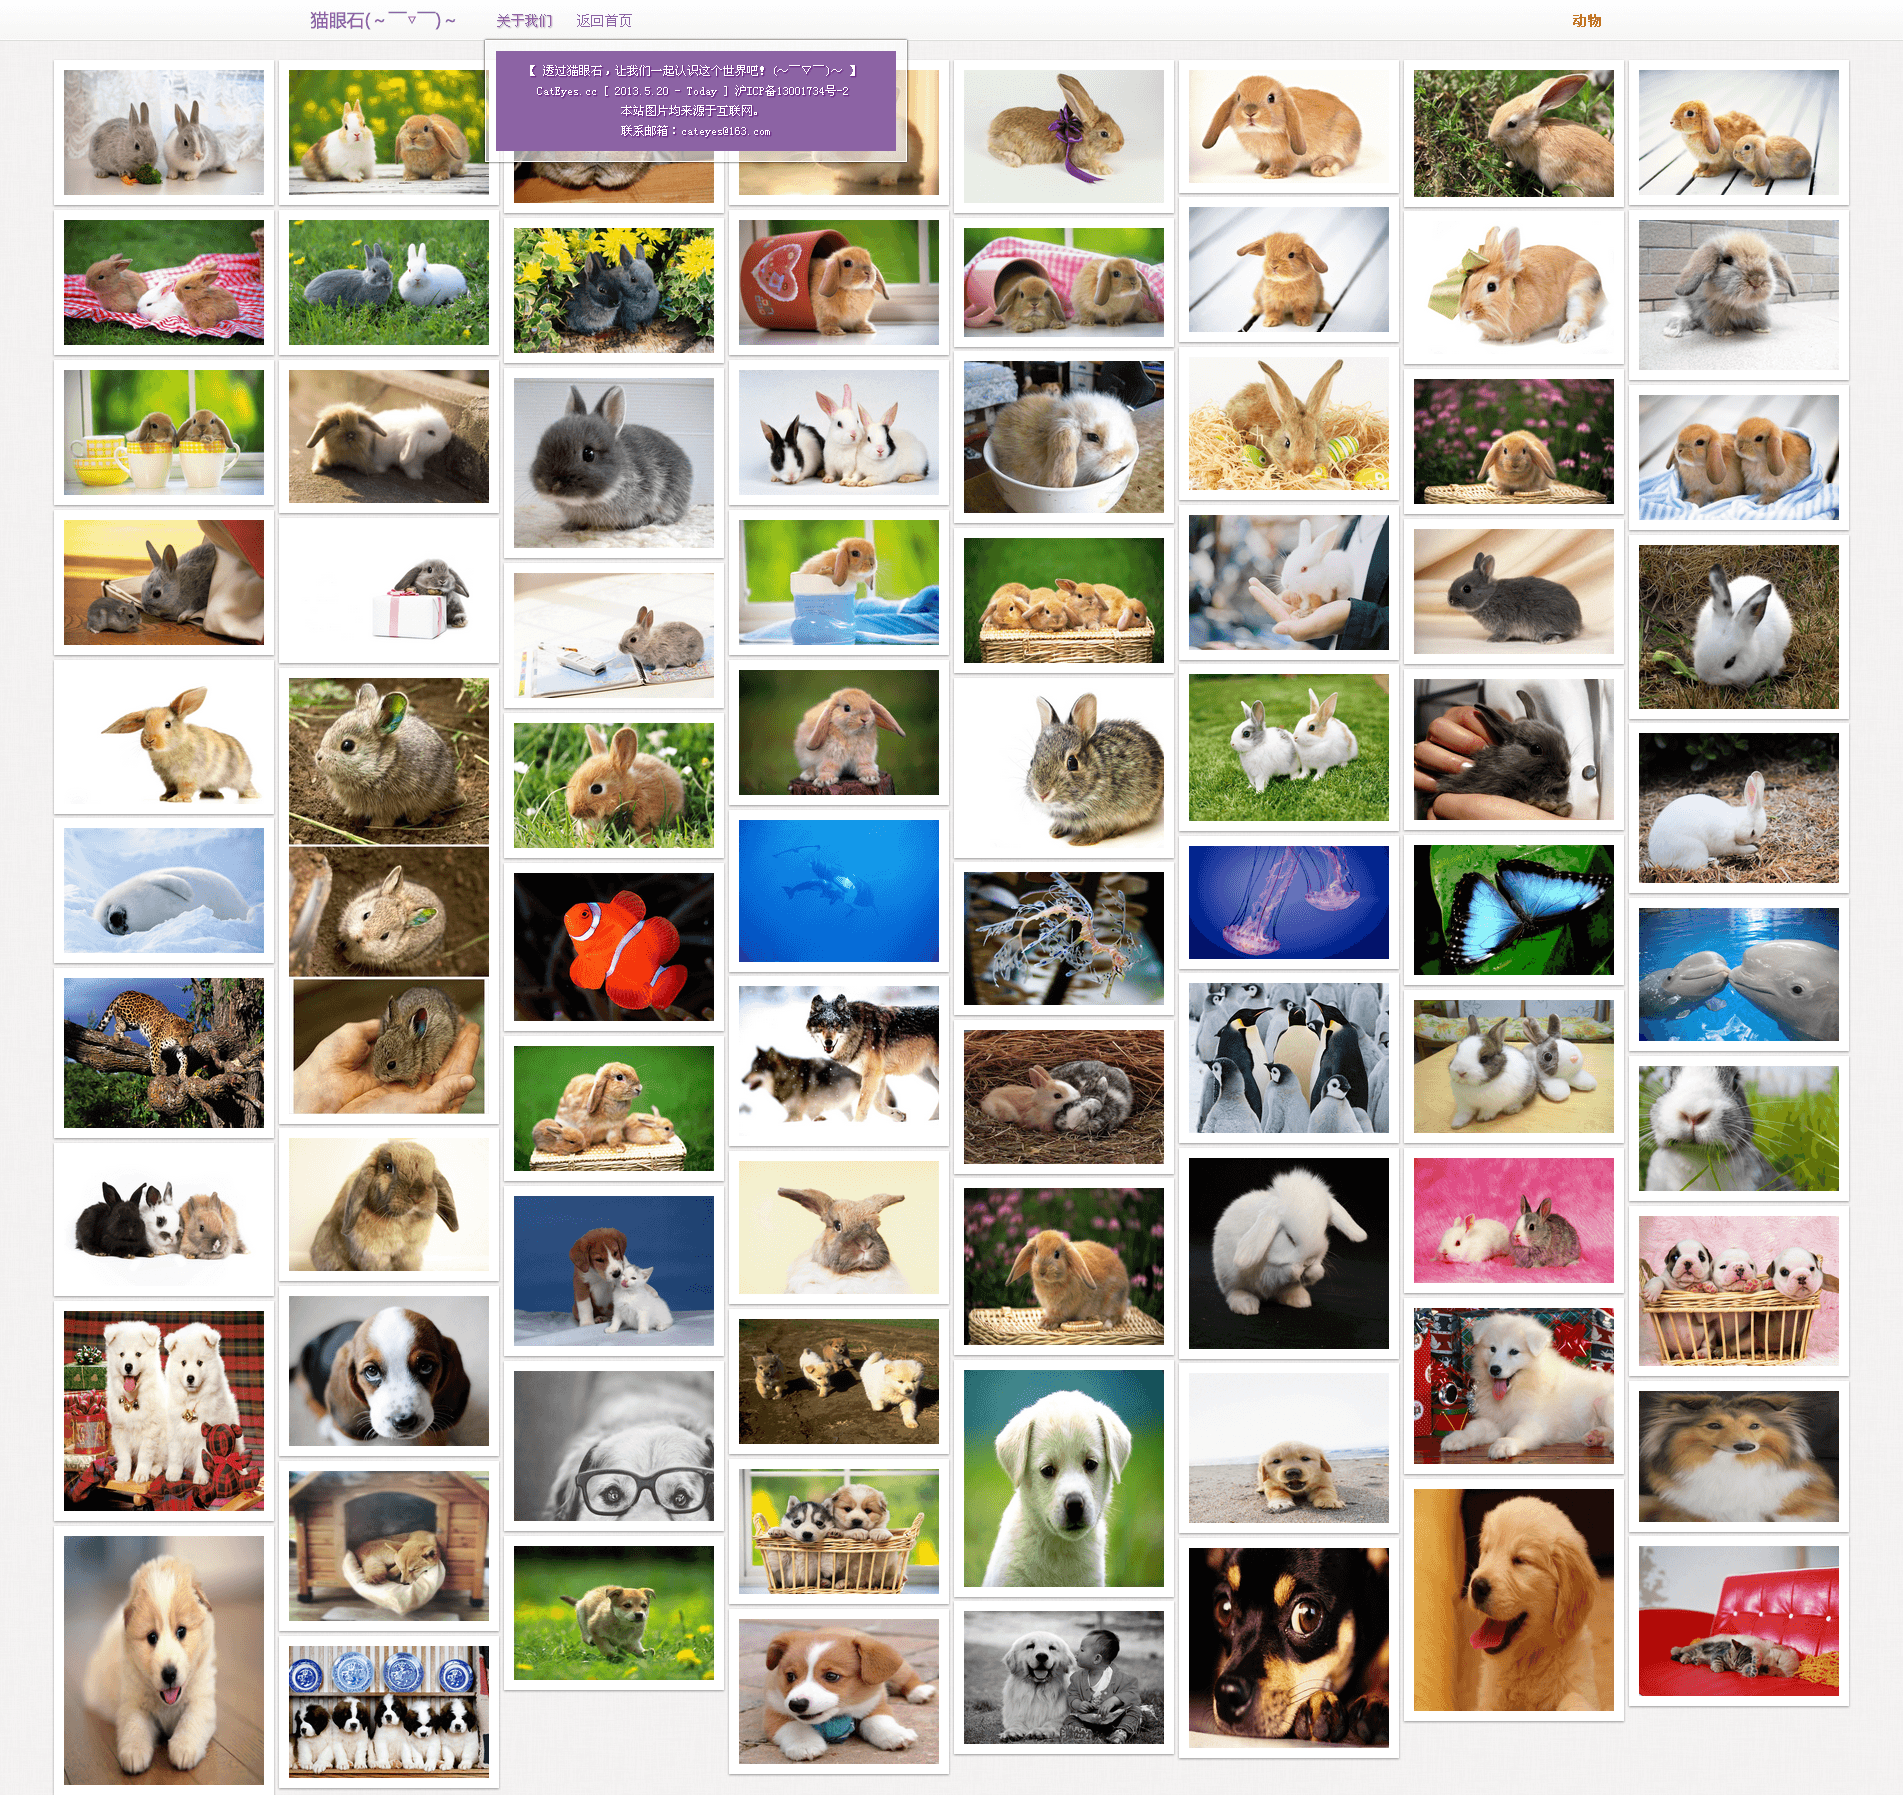 猫眼石(～￣▽￣)～
关于我们
返回首页
动物
【 透过猫眼石，让我们一起认识这个世界吧! (～￣▽￣)～ 】
CatEyes.cc [ 2013.5.20 - Today ] 沪ICP备13001734号-2
本站图片均来源于互联网。
联系邮箱：cateyes@163.com